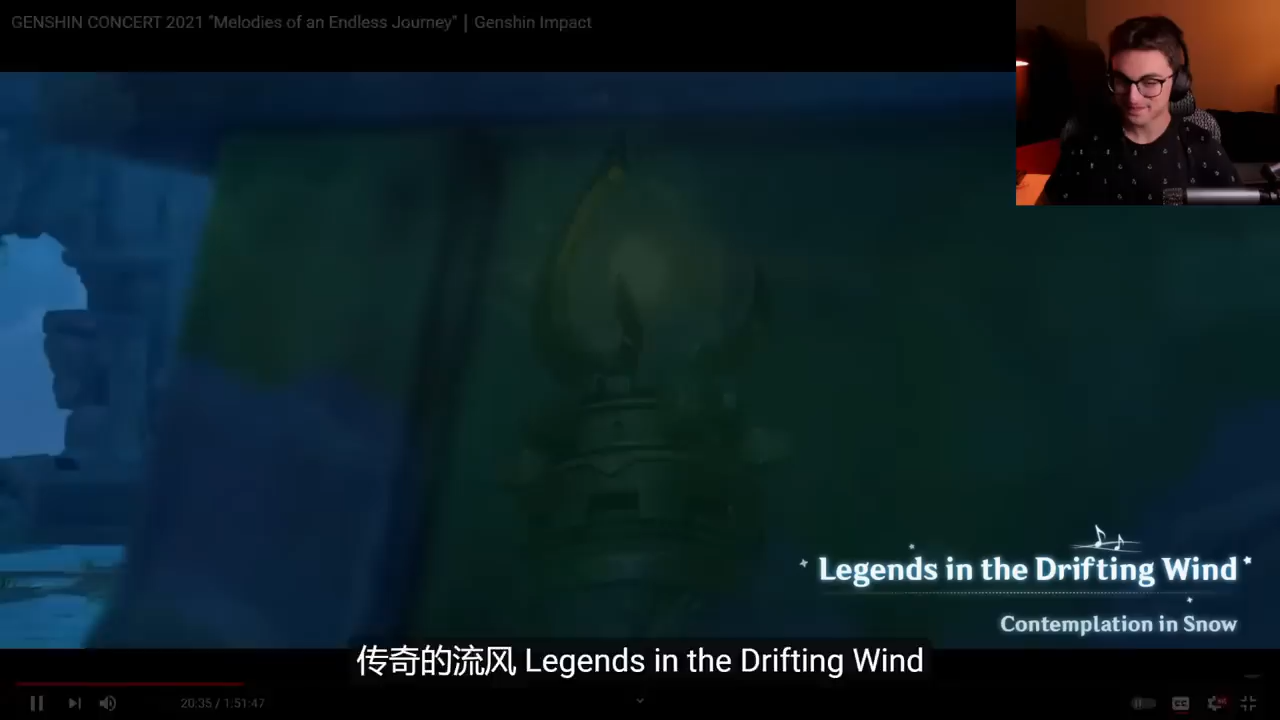 GENSHIN CONCERT 2021 "Melodies of an Endless Journey" | Genshin Impact
Legends in the Drifting Wind
Contemplation in Snow
传奇的流风 Legends in the Drifting Wind
20:35 / 1:51:47
CC